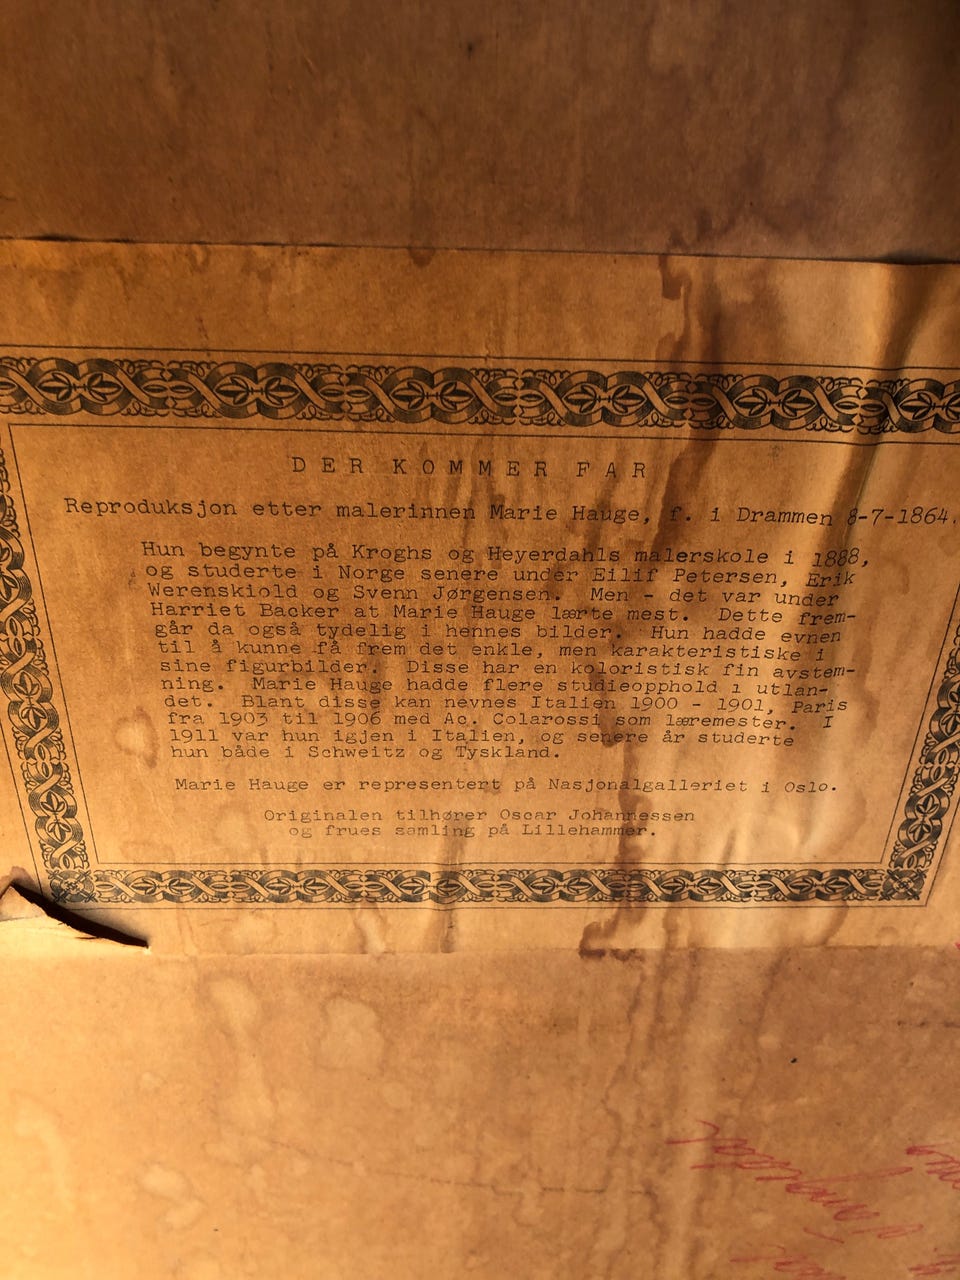 DER KOMMER FAR
Reproduksjon etter malerinnen Marie Hauge, f. i Drammen 8-7-1864.
Hun begynte på Kroghs og Heyerdahls malerskole i 1888,
og studerte i Norge senere under Eilif Petersen, Erik
Werenskiold og Svenn Jørgensen. Men - det var under
Harriet Backer at Marie Hauge lærte mest. Dette frem-
går da også tydelig i hennes bilder. Hun hadde evnen
til å kunne få frem det enkle, men karakteristiske i
sine figurbilder. Disse har en koloristisk fin avstem-
ning. Marie Hauge hadde flere studieopphold i utlan-
det. Blant disse kan nevnes Italien 1900 - 1901, Paris
fra 1903 til 1906 med Ac. Colarossi som læremester. I
1911 var hun igjen i Italien, og senere år studerte
hun både i Schweitz og Tyskland.
Marie Hauge er representert på Nasjonalgalleriet i Oslo.
Originalen tilhører Oscar Johannessen
og frues samling på Lillehammer.